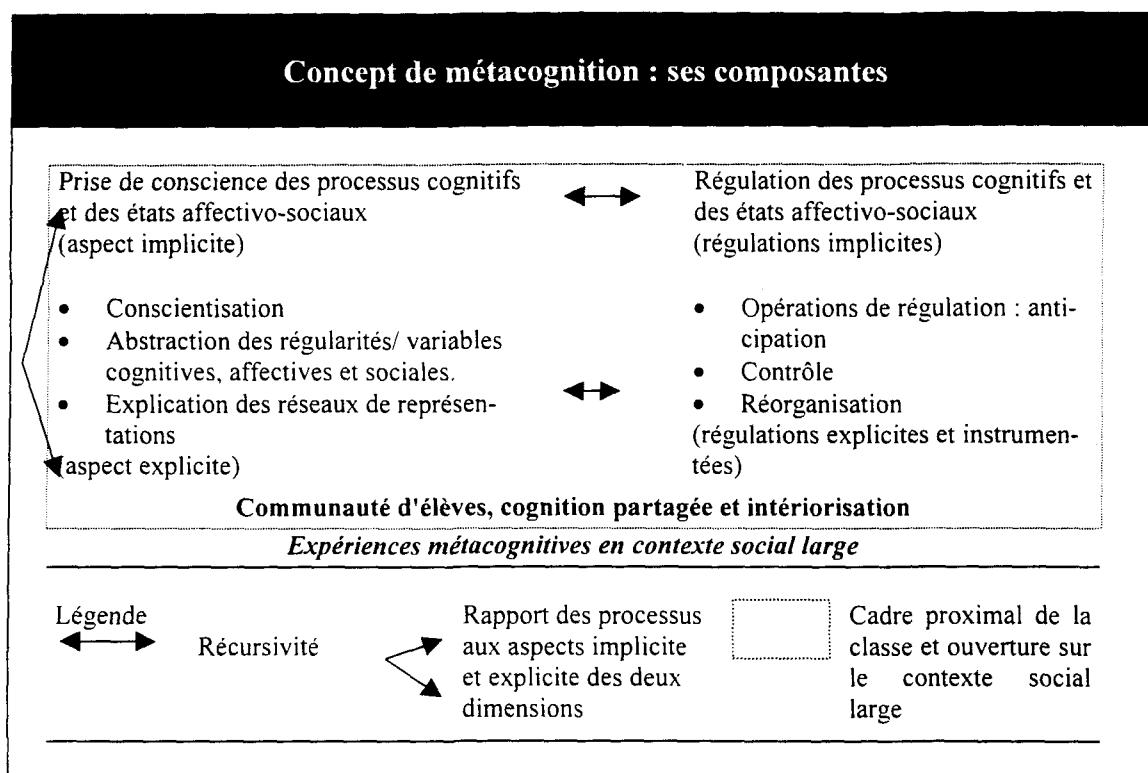 Concept de métacognition : ses composantes
Prise de conscience des processus cognitifs
et des états affectivo-sociaux
(aspect implicite)
• Conscientisation
• Abstraction des régularités/ variables
cognitives, affectives et sociales.
• Explication des réseaux de représen-
tations
(aspect explicite)
Régulation des processus cognitifs et
des états affectivo-sociaux
(régulations implicites)
• Opérations de régulation : anti-
cipation
• Contrôle
• Réorganisation
(régulations explicites et instrumen-
tées)
Communauté d'élèves, cognition partagée et intériorisation
Expériences métacognitives en contexte social large
Légende
Récursivité
Rapport des processus
aux aspects implicite
et explicite des deux
dimensions
Cadre proximal de la
classe et ouverture sur
le contexte social
large